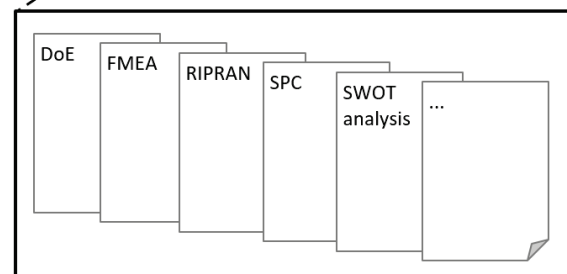 DoE
FMEA
RIPRAN
SPC
SWOT
analysis
...